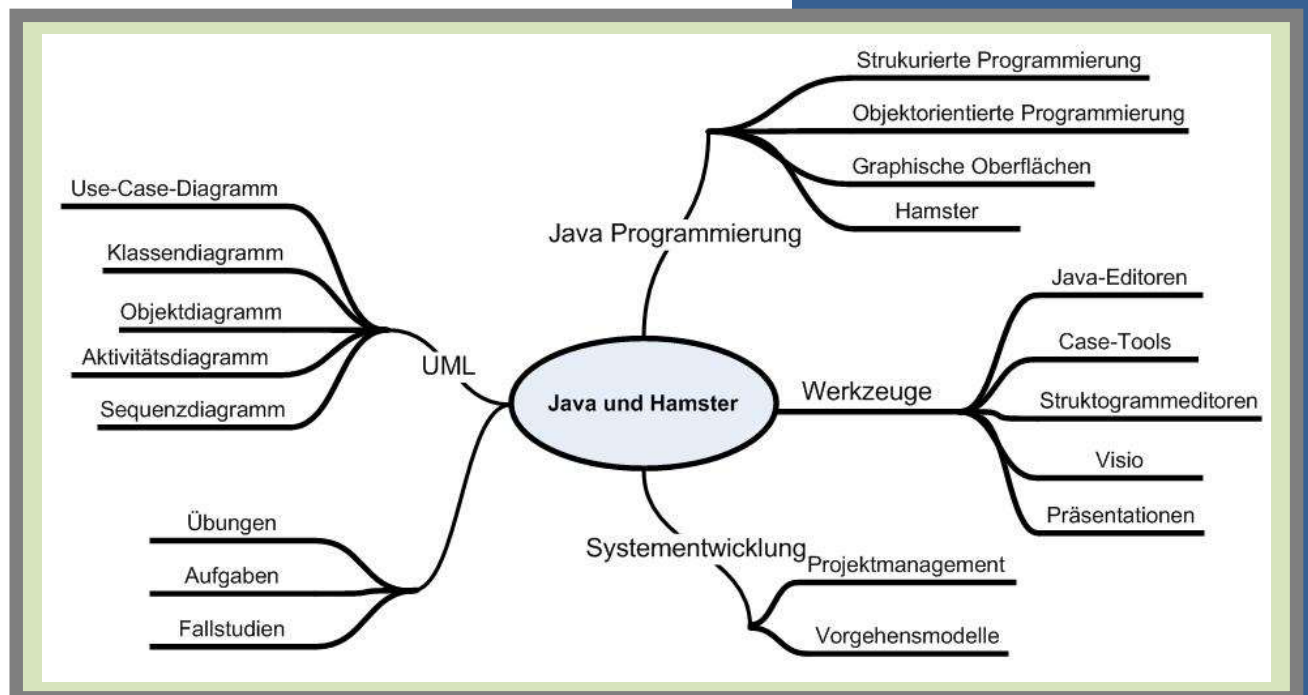 Java und Hamster
Java Programmierung
Strukurierte Programmierung
Objektorientierte Programmierung
Graphische Oberflächen
Hamster
Werkzeuge
Java-Editoren
Case-Tools
Struktogrammeditoren
Visio
Präsentationen
Systementwicklung
Projektmanagement
Vorgehensmodelle
UML
Use-Case-Diagramm
Klassendiagramm
Objektdiagramm
Aktivitätsdiagramm
Sequenzdiagramm
Übungen
Aufgaben
Fallstudien